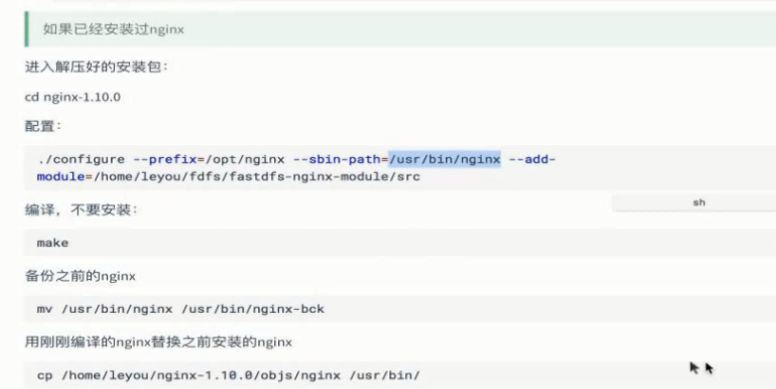 如果已经安装过nginx
进入解压好的安装包：
cd nginx-1.10.0
配置：
./configure --prefix=/opt/nginx --sbin-path=/usr/bin/nginx --add-
module=/home/leyou/fdfs/fastdfs-nginx-module/src
sh
编译，不要安装：
make
备份之前的nginx
mv /usr/bin/nginx /usr/bin/nginx-bck
用刚刚编译的nginx替换之前安装的nginx
cp /home/leyou/nginx-1.10.0/objs/nginx /usr/bin/